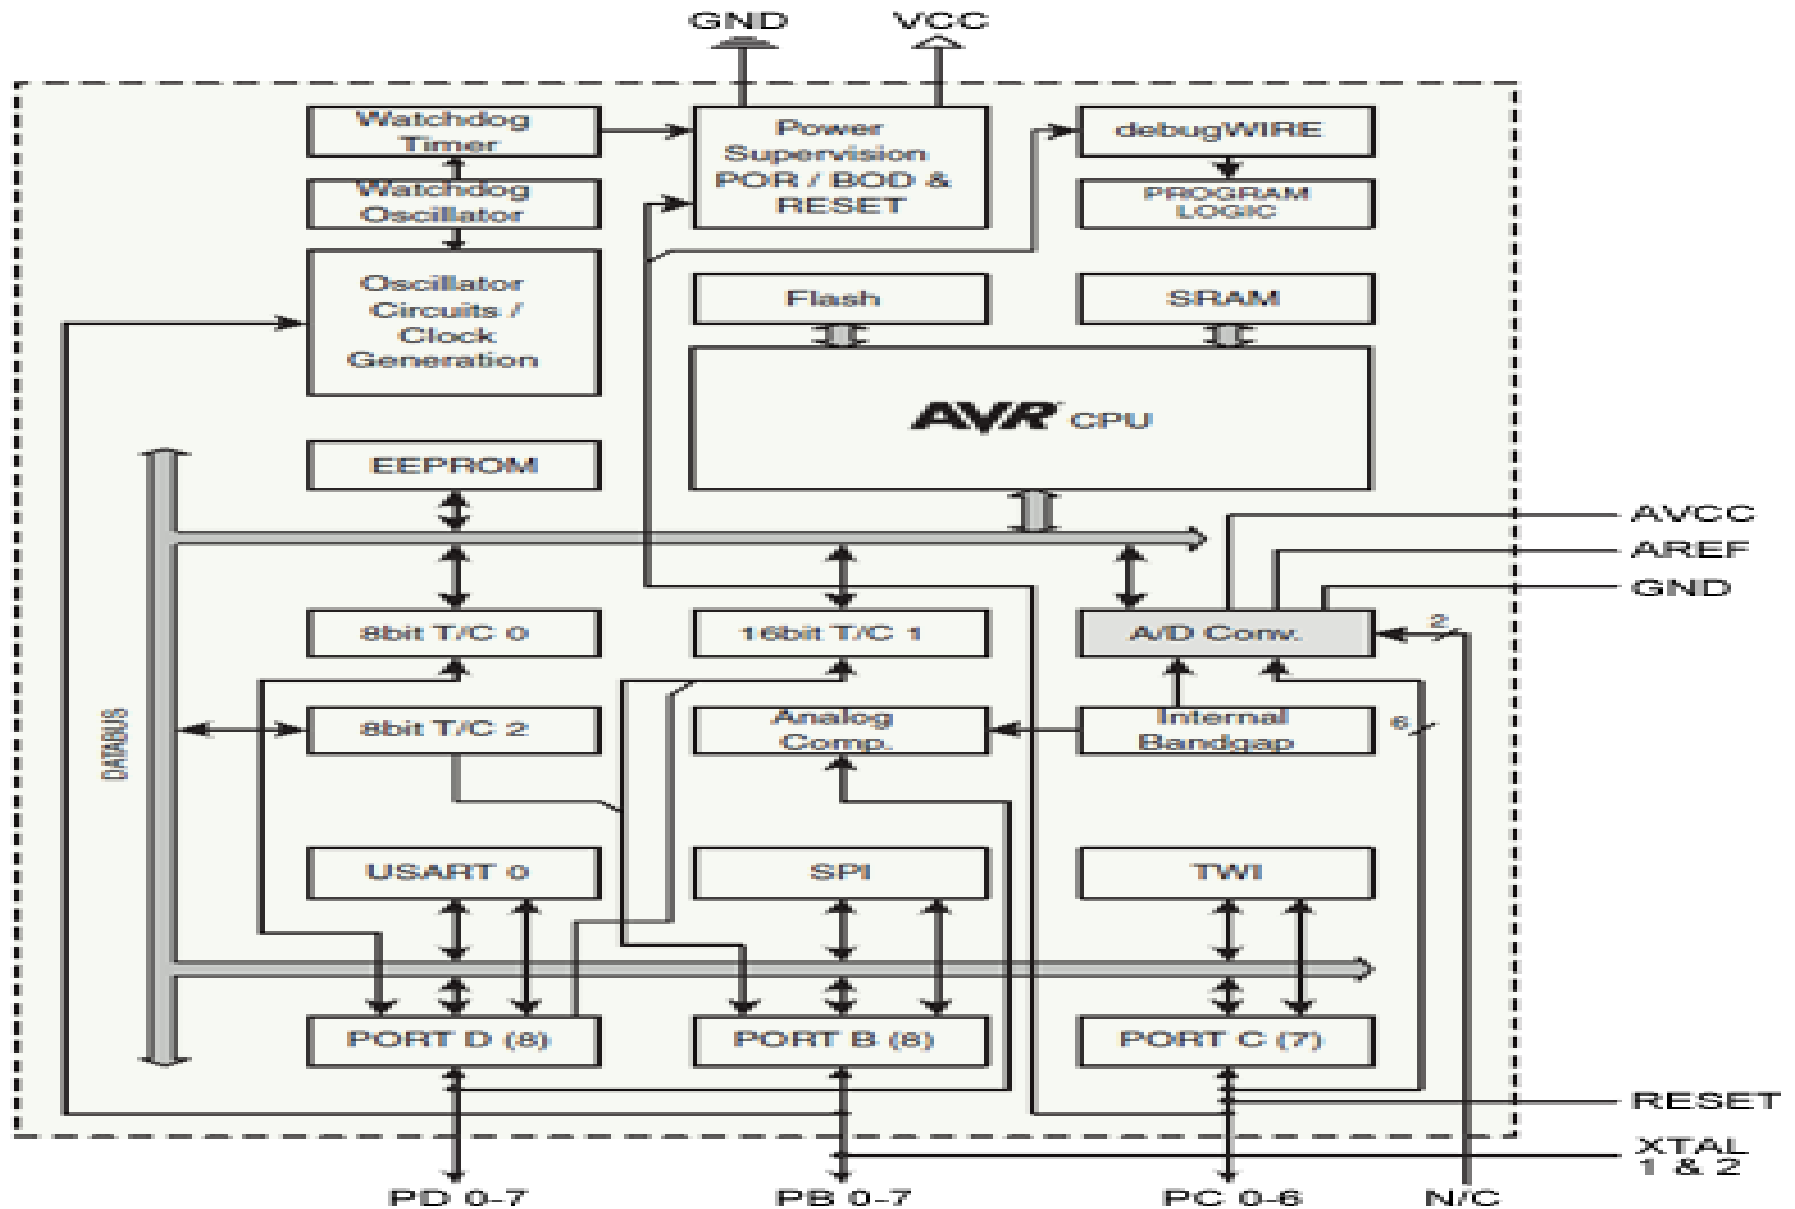 GND
VCC
Watchdog
Timer
Power
Supervision
POR / BOD &
RESET
debugWIRE
Watchdog
Oscillator
PROGRAM
LOGIC
Oscillator
Circuits /
Clock
Generation
Flash
SRAM
AVR CPU
EEPROM
AVCC
AREF
GND
8bit T/C 0
16bit T/C 1
A/D Conv.
2
DATABUS
8bit T/C 2
Analog
Comp.
Internal
Bandgap
6
USART 0
SPI
TWI
PORT D (8)
PORT B (8)
PORT C (7)
RESET
XTAL
1 & 2
PD 0-7
PB 0-7
PC 0-6
N/C